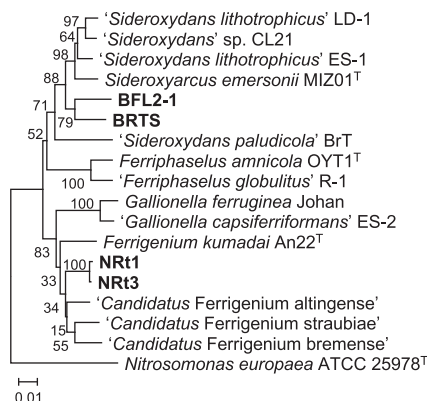 97 'Sideroxydans lithotrophicus' LD-1
64 'Sideroxydans' sp. CL21
98 'Sideroxydans lithotrophicus' ES-1
88 Sideroxyarcus emersonii MIZ01ᵀ
71 BFL2-1
79 BRTS
52 'Sideroxydans paludicola' BrT
Ferriphaselus amnicola OYT1ᵀ
100 'Ferriphaselus globulitus' R-1
100 Gallionella ferruginea Johan
'Gallionella capsiferriformans' ES-2
83 Ferrigenium kumadai An22ᵀ
100 NRt1
33 NRt3
34 'Candidatus Ferrigenium altingense'
15 'Candidatus Ferrigenium straubiae'
55 'Candidatus Ferrigenium bremense'
Nitrosomonas europaea ATCC 25978ᵀ
0.01